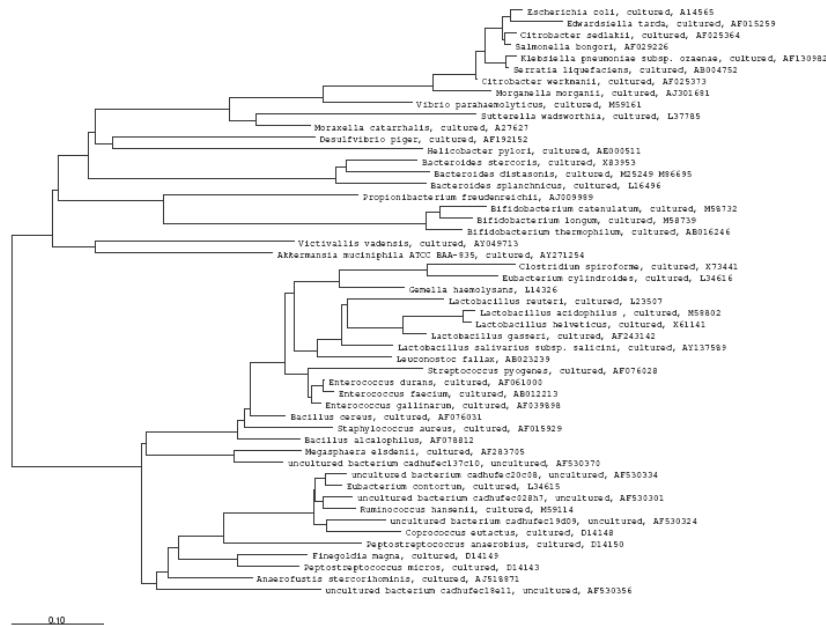 Escherichia coli, cultured, A14565
Edwardsiella tarda, cultured, AF015259
Citrobacter sedlakii, cultured, AF025364
Salmonella bongori, AF029226
Klebsiella pneumoniae subsp. ozaenae, cultured, AF130982
Serratia liquefaciens, cultured, AB004752
Citrobacter werkmanii, cultured, AF025373
Morganella morganii, cultured, AJ301681
Vibrio parahaemolyticus, cultured, M59161
Sutterella wadsworthia, cultured, L37785
Moraxella catarrhalis, cultured, A27627
Desulfvibrio piger, cultured, AF192152
Helicobacter pylori, cultured, AE000511
Bacteroides stercoris, cultured, X83953
Bacteroides distasonis, cultured, M25249 M86695
Bacteroides splanchnicus, cultured, L16496
Propionibacterium freudenreichii, AJ009989
Bifidobacterium catenulatum, cultured, M58732
Bifidobacterium longum, cultured, M58739
Bifidobacterium thermophilum, cultured, AB016246
Victivallis vadensis, cultured, AY049713
Akkermansia muciniphila ATCC BAA-835, cultured, AY271254
Clostridium spiroforme, cultured, X73441
Eubacterium cylindroides, cultured, L34616
Gemella haemolysans, L14326
Lactobacillus reuteri, cultured, L23507
Lactobacillus acidophilus , cultured, M58802
Lactobacillus helveticus, cultured, X61141
Lactobacillus gasseri, cultured, AF243142
Lactobacillus salivarius subsp. salicini, cultured, AY137589
Leuconostoc fallax, AB023239
Streptococcus pyogenes, cultured, AF076028
Enterococcus durans, cultured, AF061000
Enterococcus faecium, cultured, AB012213
Enterococcus gallinarum, cultured, AF039898
Bacillus cereus, cultured, AF076031
Staphylococcus aureus, cultured, AF015929
Bacillus alcalophilus, AF078812
Megasphaera elsdenii, cultured, AF283705
uncultured bacterium cadhufec137c10, uncultured, AF530370
uncultured bacterium cadhufec20c08, uncultured, AF530334
Eubacterium contortum, cultured, L34615
uncultured bacterium cadhufec028h7, uncultured, AF530301
Ruminococcus hansenii, cultured, M59114
uncultured bacterium cadhufec19d09, uncultured, AF530324
Coprococcus eutactus, cultured, D14148
Peptostreptococcus anaerobius, cultured, D14150
Finegoldia magna, cultured, D14149
Peptostreptococcus micros, cultured, D14143
Anaerofustis stercorihominis, cultured, AJ518871
uncultured bacterium cadhufec18e11, uncultured, AF530356
0.10